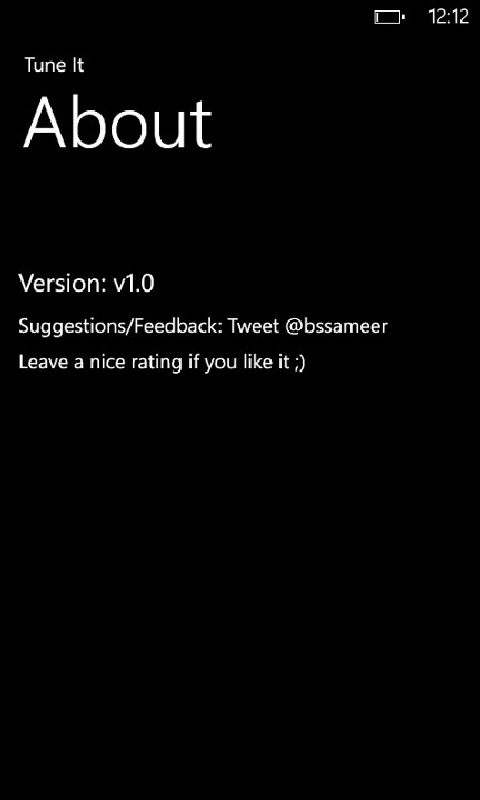 12:12
Tune It
About
Version: v1.0
Suggestions/Feedback: Tweet @bssameer
Leave a nice rating if you like it ;)